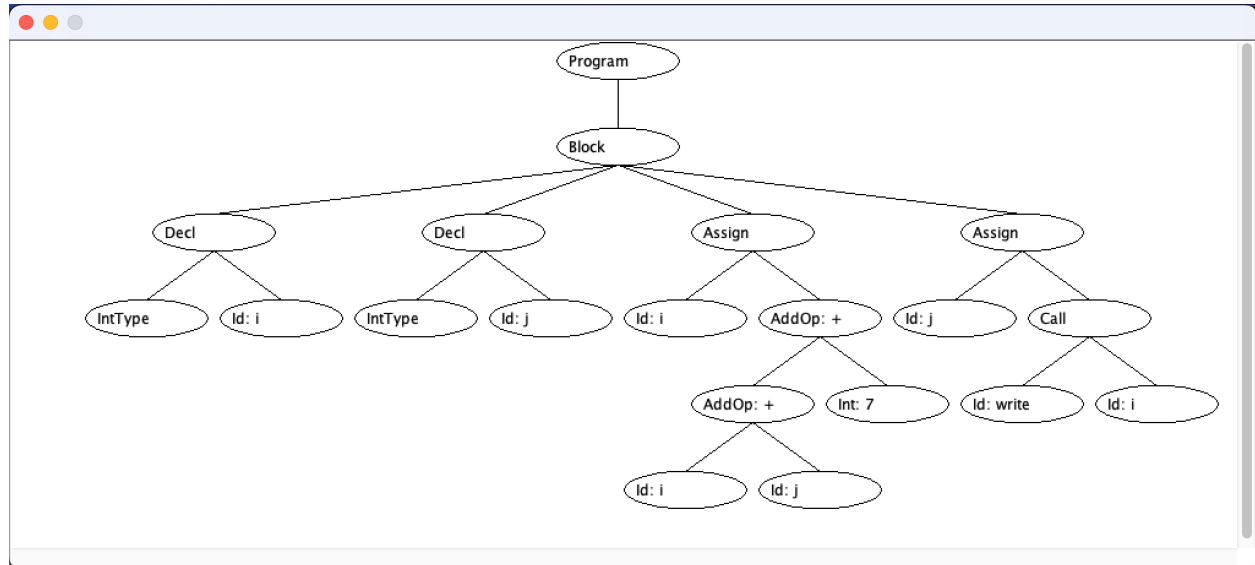 Program
Block
Decl
Decl
Assign
Assign
IntType
Id: i
IntType
Id: j
Id: i
AddOp: +
Id: j
Call
AddOp: +
Int: 7
Id: write
Id: i
Id: i
Id: j